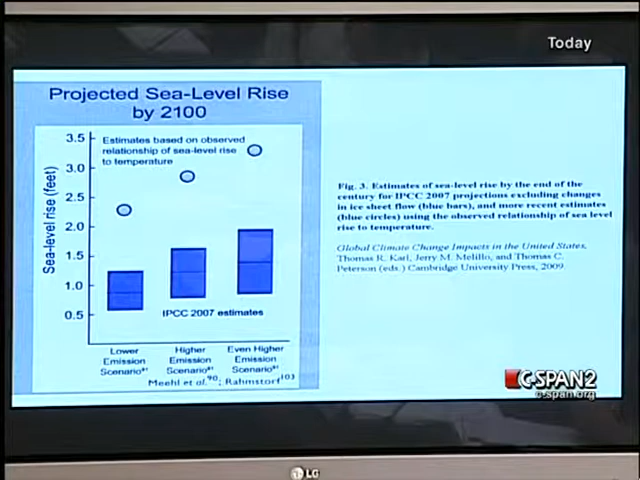 Today
Projected Sea-Level Rise
by 2100
Sea-level rise (feet)
3.5
3.0
2.5
2.0
1.5
1.0
0.5
Estimates based on observed
relationship of sea-level rise
to temperature
IPCC 2007 estimates
Lower
Emission
Scenario
Higher
Emission
Scenario
Even Higher
Emission
Scenario
Meehl et al.90; Rahmstorf103
Fig. 3. Estimates of sea-level rise by the end of the
century for IPCC 2007 projections excluding changes
in ice sheet flow (blue bars), and more recent estimates
(blue circles) using the observed relationship of sea level
rise to temperature.
Global Climate Change Impacts in the United States,
Thomas R. Karl, Jerry M. Melillo, and Thomas C.
Peterson (eds.) Cambridge University Press, 2009.
C-SPAN2
c-span.org
LG